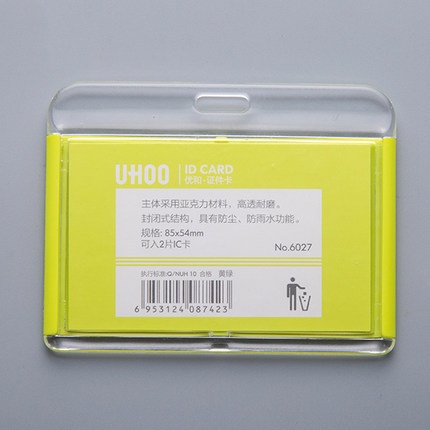 UHOO ID CARD
优和·证件卡
主体采用亚克力材料，高透耐磨。
封闭式结构，具有防尘、防雨水功能。
规格: 85x54mm
可入2片IC卡
No.6027
执行标准:Q/NUH 10 合格 黄绿
6 953124 087423